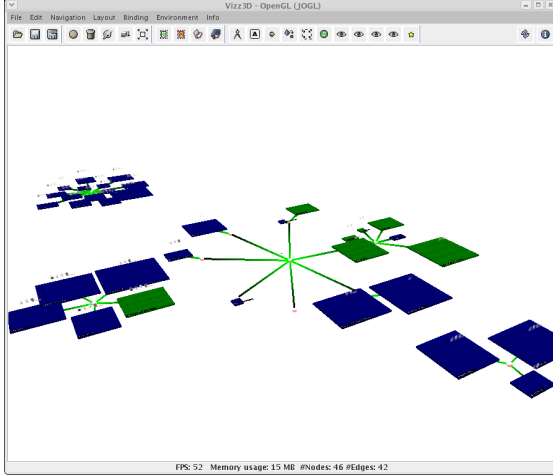 Vizz3D - OpenGL (JOGL)
File Edit Navigation Layout Binding Environment Info
FPS: 52 Memory usage: 15 MB #Nodes: 46 #Edges: 42